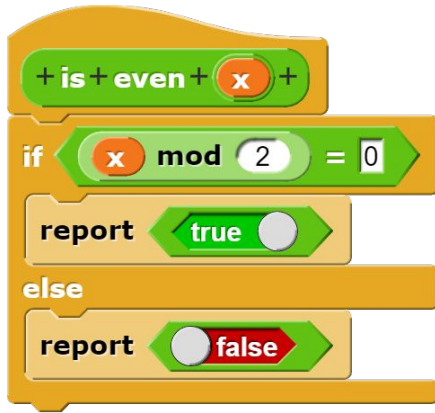 + is + even + x +
if x mod 2 = 0
report true
else
report false